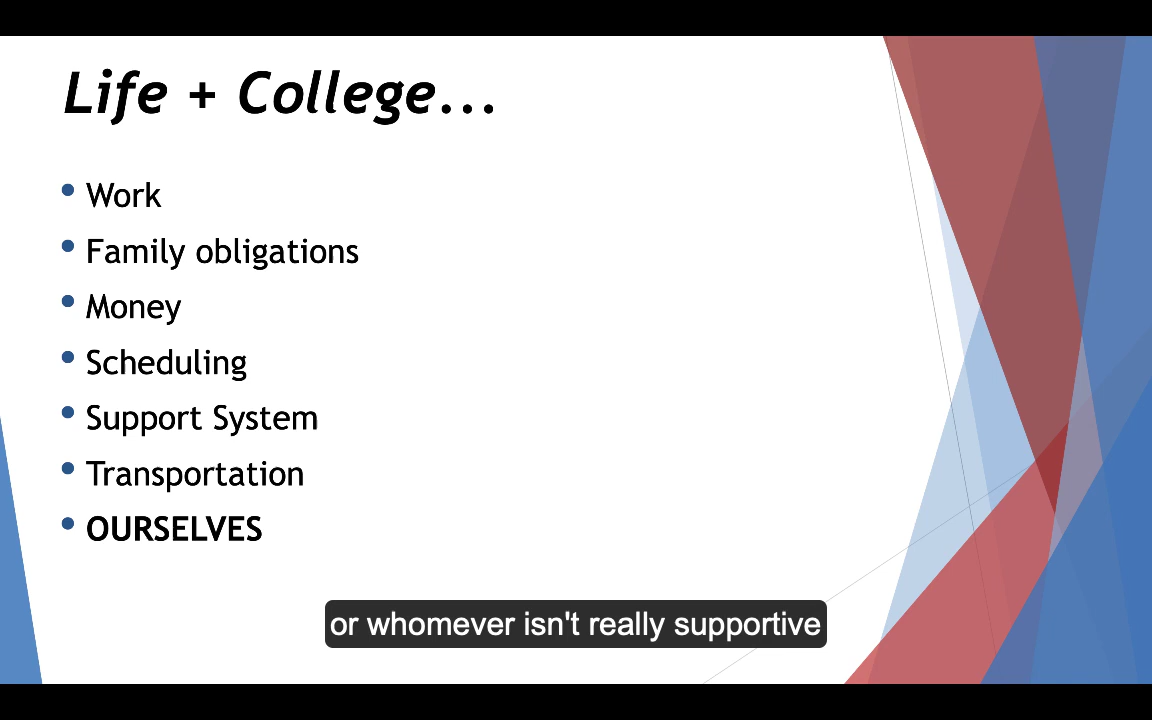 Life + College...
• Work
• Family obligations
• Money
• Scheduling
• Support System
• Transportation
• OURSELVES
or whomever isn't really supportive